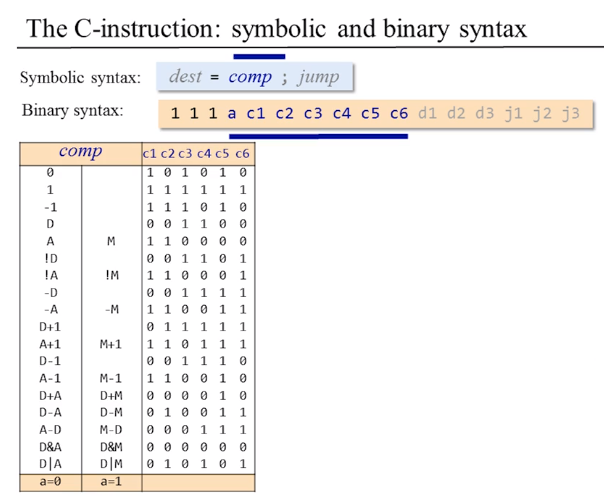 The C-instruction: symbolic and binary syntax
Symbolic syntax: dest = comp ; jump
Binary syntax: 1 1 1 a c1 c2 c3 c4 c5 c6 d1 d2 d3 j1 j2 j3
comp c1 c2 c3 c4 c5 c6
0 1 0 1 0 1 0
1 1 1 1 1 1 1
-1 1 1 1 0 1 0
D 0 0 1 1 0 0
A M 1 1 0 0 0 0
!D 0 0 1 1 0 1
!A !M 1 1 0 0 0 1
-D 0 0 1 1 1 1
-A -M 1 1 0 0 1 1
D+1 0 1 1 1 1 1
A+1 M+1 1 1 0 1 1 1
D-1 0 0 1 1 1 0
A-1 M-1 1 1 0 0 1 0
D+A D+M 0 0 0 0 1 0
D-A D-M 0 1 0 0 1 1
A-D M-D 0 0 0 1 1 1
D&A D&M 0 0 0 0 0 0
D|A D|M 0 1 0 1 0 1
a=0 a=1